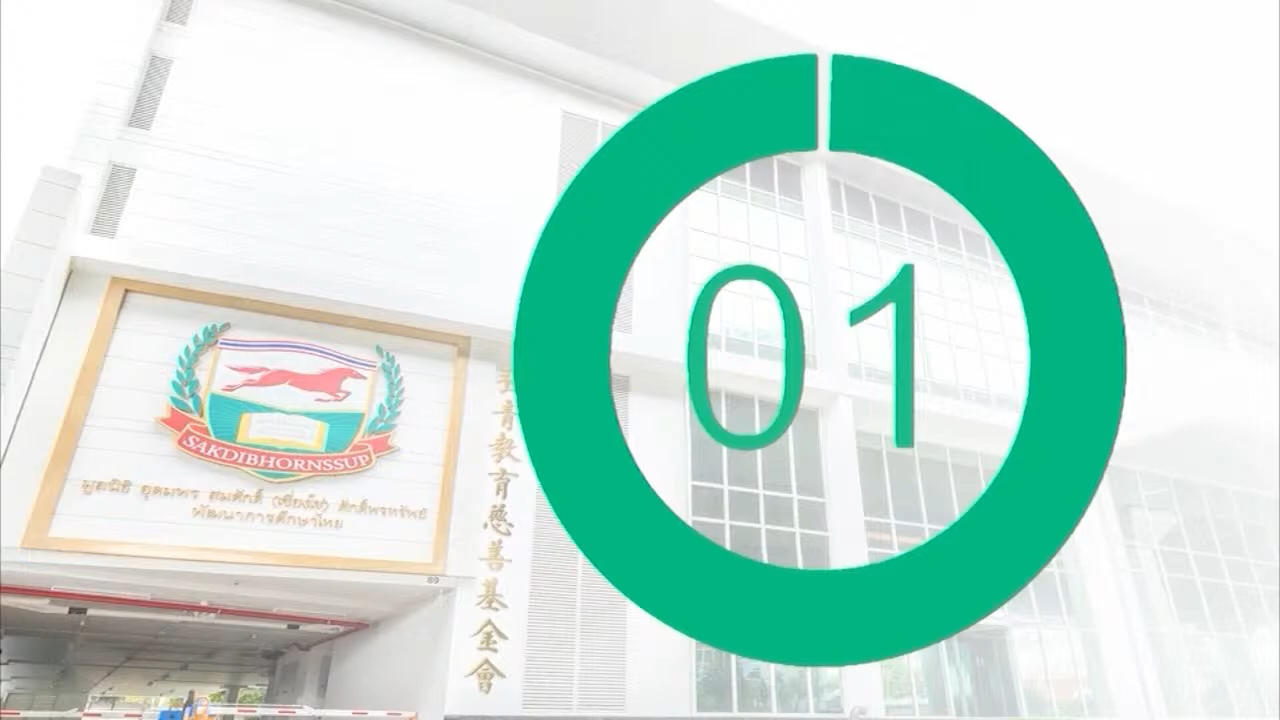 01
SAKDIBHORNSSUP
มูลนิธิ อุดมพร สมศักดิ์ ศักดิ์พรทรัพย์
พัฒนาการศึกษาไทย
89
育教育慈善基金會